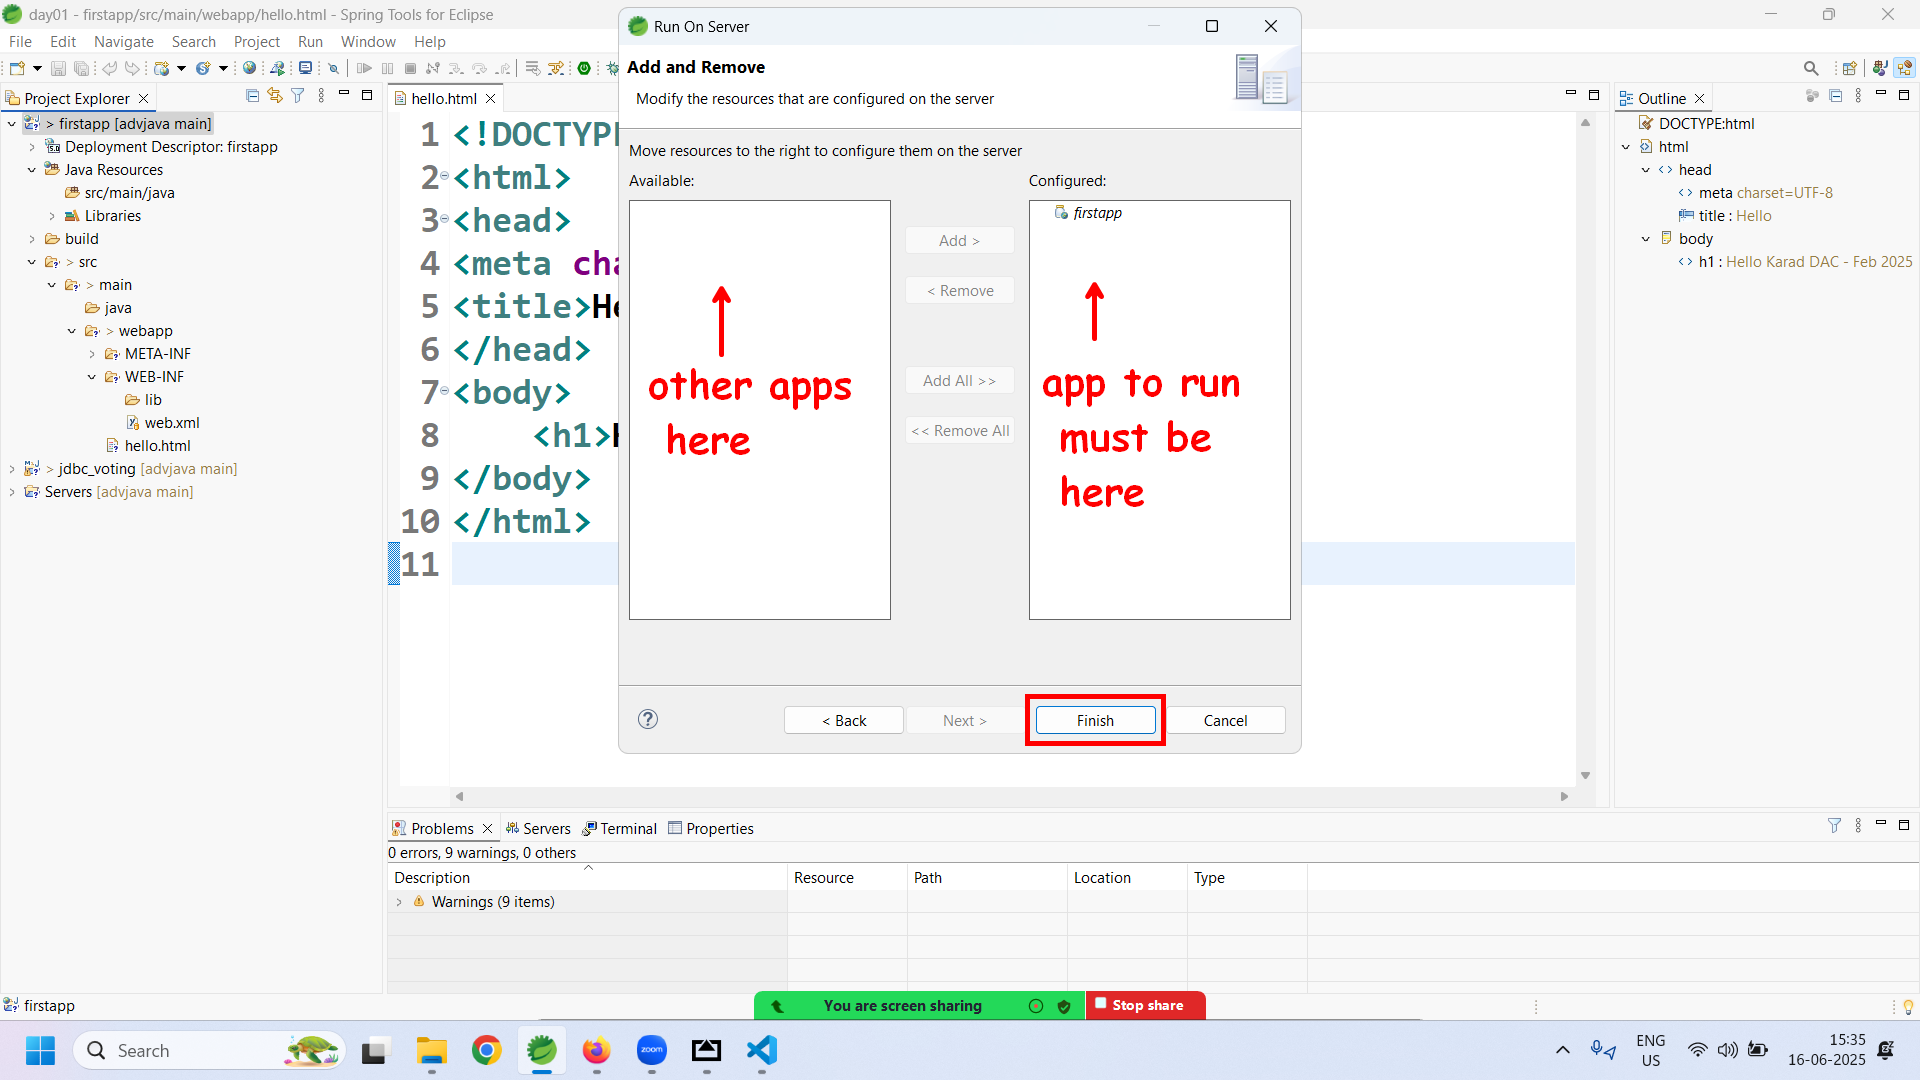 day01 - firstapp/src/main/webapp/hello.html - Spring Tools for Eclipse
File Edit Navigate Search Project Run Window Help
Project Explorer
> firstapp [advjava main]
Deployment Descriptor: firstapp
Java Resources
src/main/java
Libraries
build
> src
> main
java
> webapp
META-INF
WEB-INF
lib
web.xml
hello.html
> jdbc_voting [advjava main]
Servers [advjava main]
hello.html
1 <!DOCTYPE
2 <html>
3 <head>
4 <meta cha
5 <title>He
6 </head>
7 <body>
8 <h1>H
9 </body>
10 </html>
11
Run On Server
Add and Remove
Modify the resources that are configured on the server
Move resources to the right to configure them on the server
Available:
Configured:
firstapp
Add >
< Remove
Add All >>
<< Remove All
other apps
here
app to run
must be
here
?
< Back
Next >
Finish
Cancel
Outline
DOCTYPE:html
html
head
meta charset=UTF-8
title : Hello
body
h1 : Hello Karad DAC - Feb 2025
Problems Servers Terminal Properties
0 errors, 9 warnings, 0 others
Description Resource Path Location Type
Warnings (9 items)
firstapp
You are screen sharing
Stop share
Search
zoom
ENG
US
15:35
16-06-2025